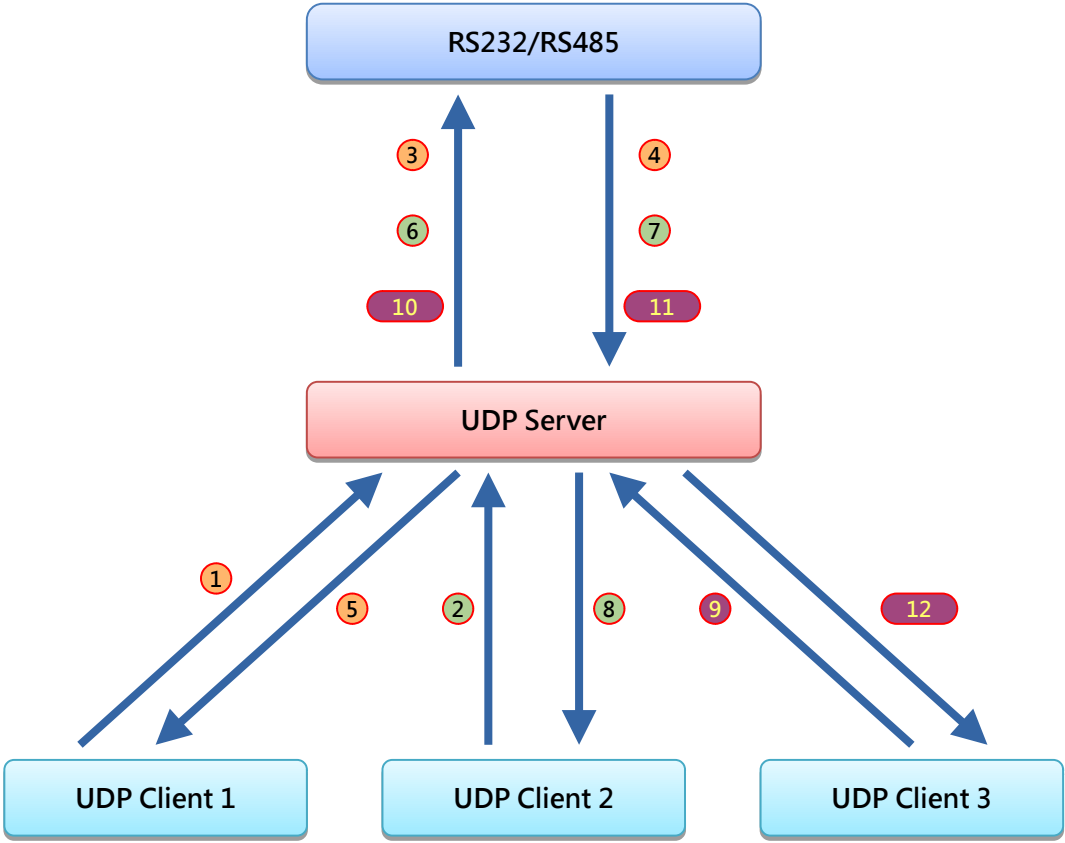 RS232/RS485
3
4
6
7
10
11
UDP Server
1
5
2
8
9
12
UDP Client 1
UDP Client 2
UDP Client 3